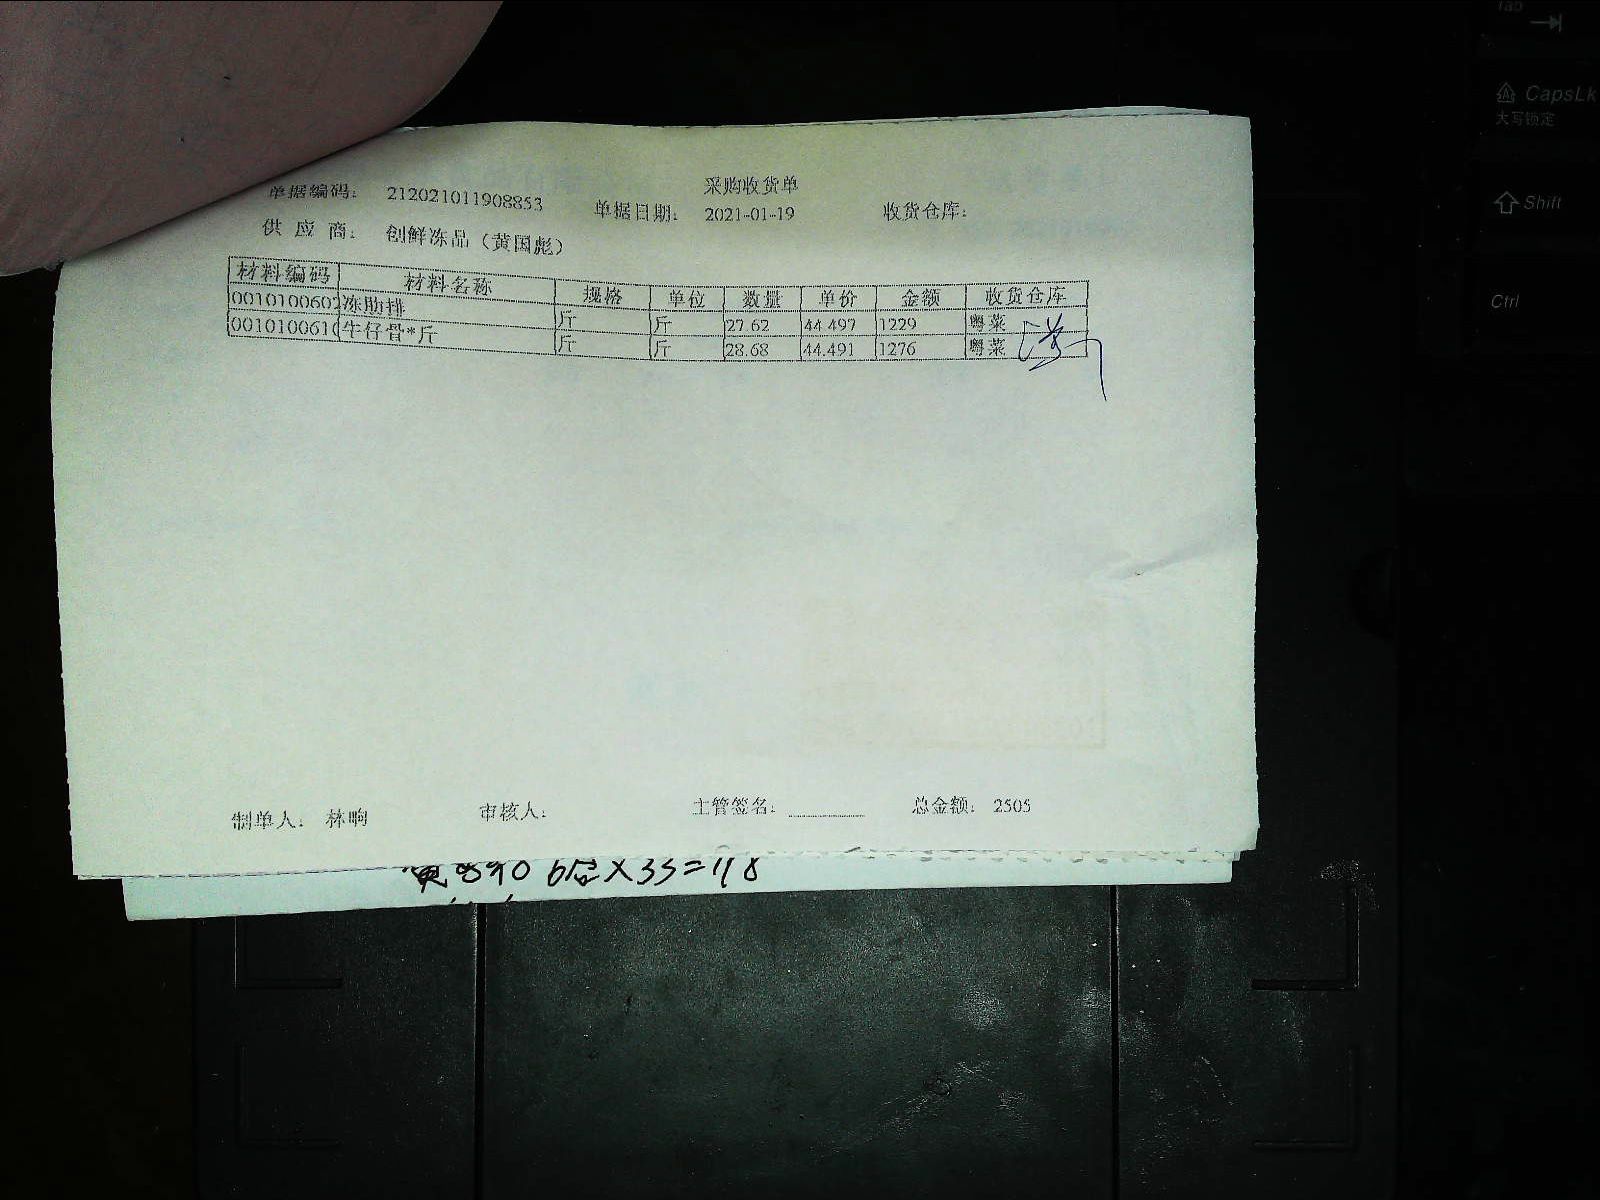 采购收货单
单据编码： 212021011908853 单据日期： 2021-01-19 收货仓库：
供 应 商： 创鲜冻品（黄国彪）
材料编码 材料名称 规格 单位 数量 单价 金额 收货仓库
0010100602 冻肋排 斤 斤 27.62 44.497 1229 粤菜
0010100610 牛仔骨*斤 斤 斤 28.68 44.491 1276 粤菜
制单人： 林晌 审核人： 主管签名： 总金额： 2505
X33=
Tab
CapsLk
大写锁定
Shift
Ctrl